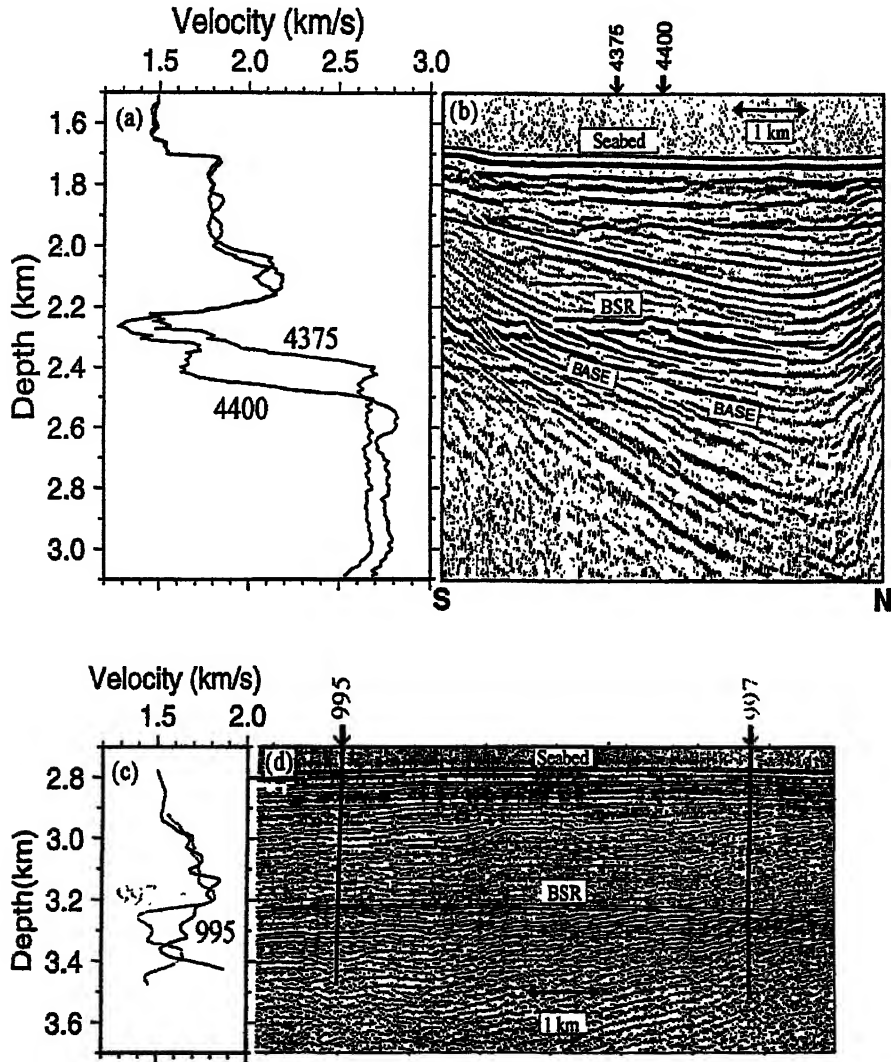 Velocity (km/s)
1.5 2.0 2.5 3.0
4375
4400
(a)
(b)
1 km
Seabed
1.6
1.8
2.0
2.2
2.4
2.6
2.8
3.0
Depth (km)
4375
4400
BSR
BASE
BASE
S
N
Velocity (km/s)
1.5 2.0
995
997
(c)
(d)
Seabed
2.8
3.0
3.2
3.4
3.6
Depth(km)
997
995
BSR
1 km